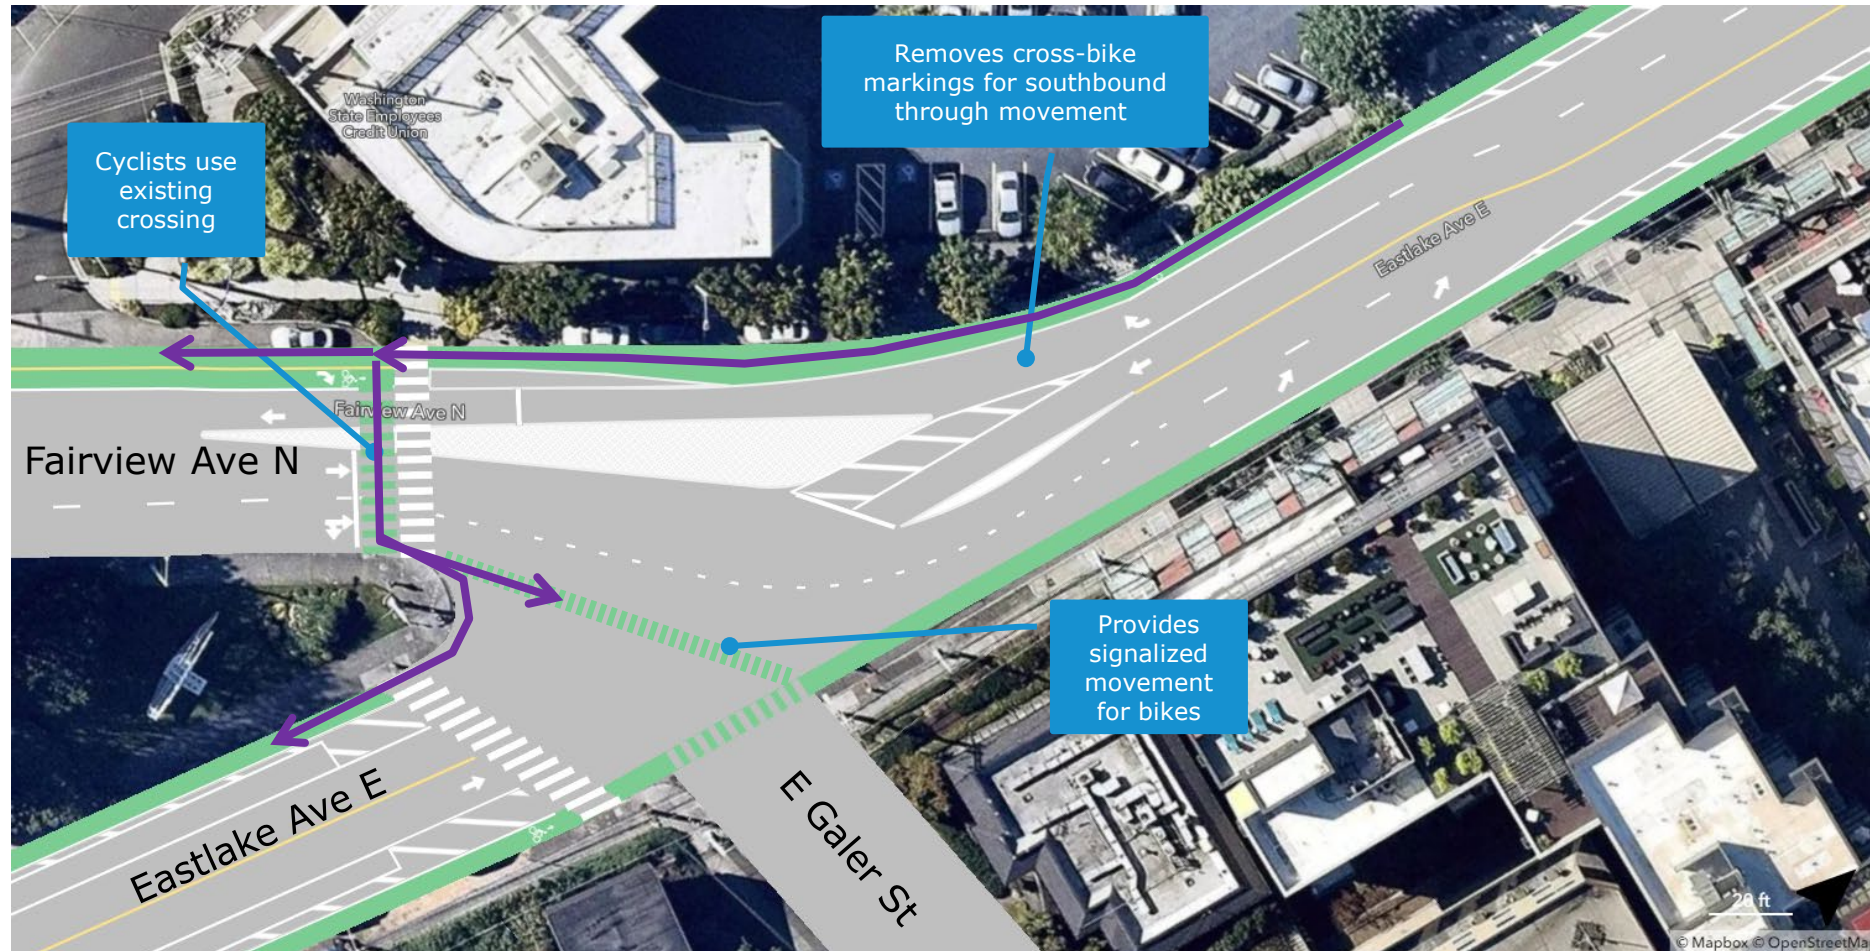 Removes cross-bike
markings for southbound
through movement
Washington
State Employees
Credit Union
Cyclists use
existing
crossing
Eastlake Ave E
Fairview Ave N
Fairview Ave N
Provides
signalized
movement
for bikes
Eastlake Ave E
E Galer St
20 ft
© Mapbox © OpenStreetMa